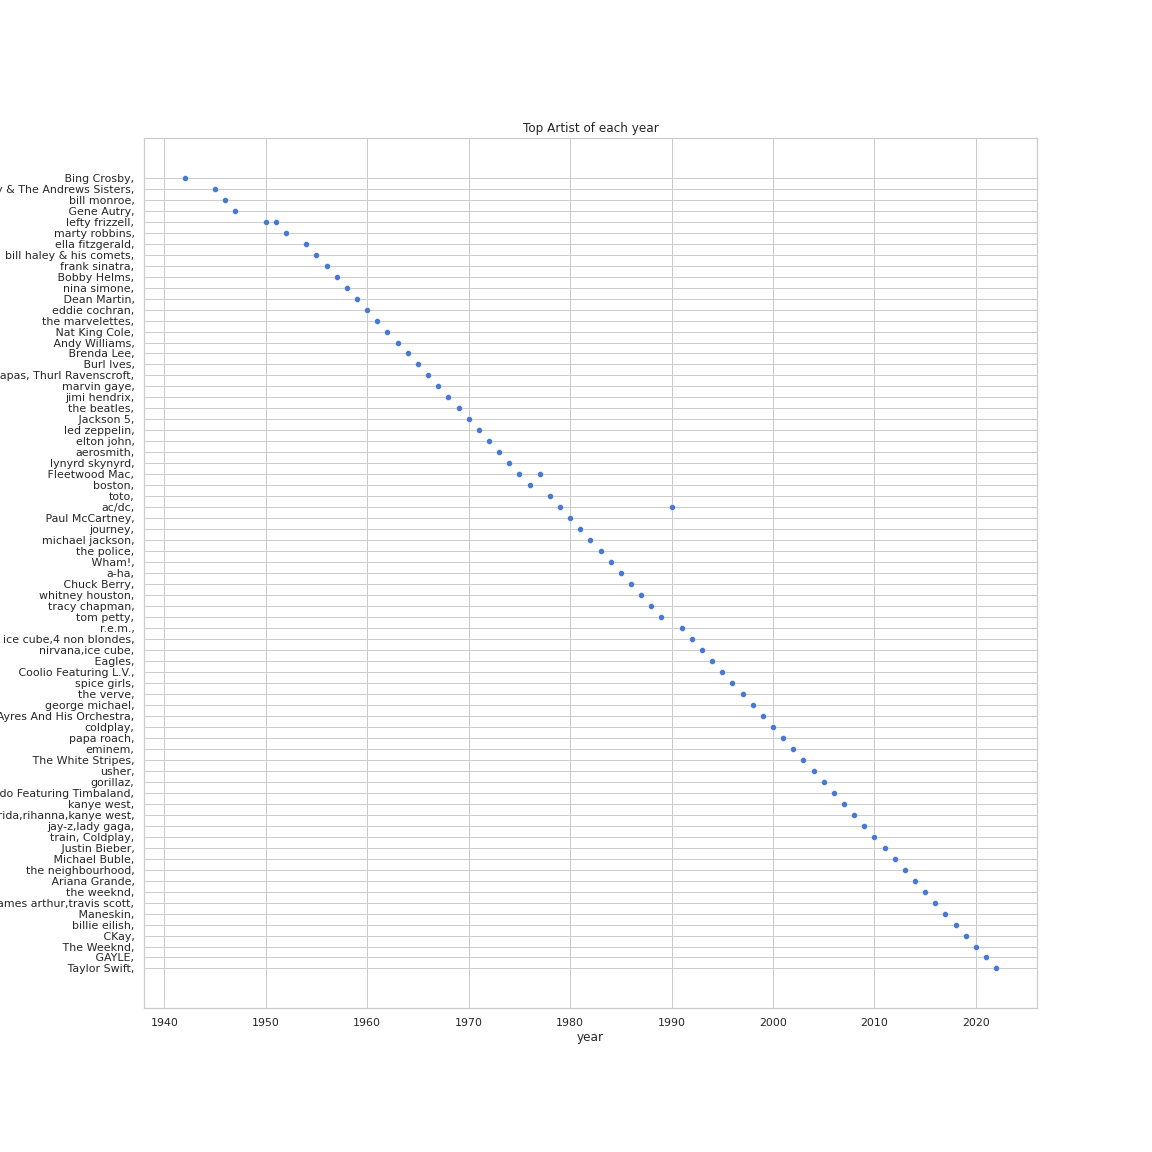 Top Artist of each year
Bing Crosby,
& The Andrews Sisters,
bill monroe,
Gene Autry,
lefty frizzell,
marty robbins,
ella fitzgerald,
bill haley & his comets,
frank sinatra,
Bobby Helms,
nina simone,
Dean Martin,
eddie cochran,
the marvelettes,
Nat King Cole,
Andy Williams,
Brenda Lee,
Burl Ives,
apas, Thurl Ravenscroft,
marvin gaye,
jimi hendrix,
the beatles,
Jackson 5,
led zeppelin,
elton john,
aerosmith,
lynyrd skynyrd,
Fleetwood Mac,
boston,
toto,
ac/dc,
Paul McCartney,
journey,
michael jackson,
the police,
Wham!,
a-ha,
Chuck Berry,
whitney houston,
tracy chapman,
tom petty,
r.e.m.,
ice cube,4 non blondes,
nirvana,ice cube,
Eagles,
Coolio Featuring L.V.,
spice girls,
the verve,
george michael,
Ayres And His Orchestra,
coldplay,
papa roach,
eminem,
The White Stripes,
usher,
gorillaz,
do Featuring Timbaland,
kanye west,
rida,rihanna,kanye west,
jay-z,lady gaga,
train, Coldplay,
Justin Bieber,
Michael Buble,
the neighbourhood,
Ariana Grande,
the weeknd,
ames arthur,travis scott,
Maneskin,
billie eilish,
CKay,
The Weeknd,
GAYLE,
Taylor Swift,
1940 1950 1960 1970 1980 1990 2000 2010 2020
year